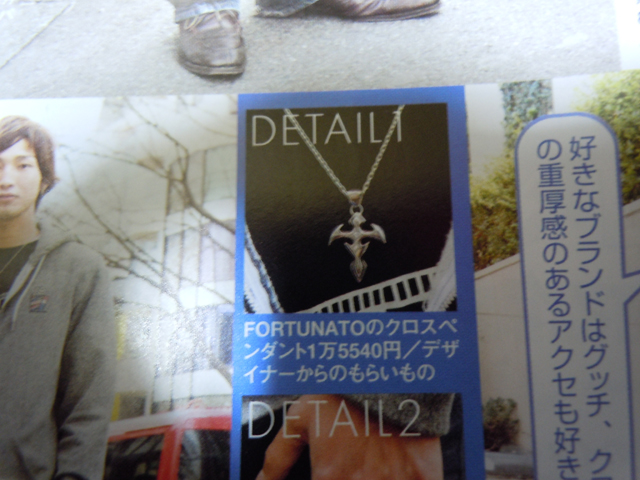 DETAIL1
FORTUNATOのクロスペ
ンダント1万5540円／デザ
イナーからのもらいもの
DETAIL2
好きなブランドはグッチ、ク
の重厚感のあるアクセも好き